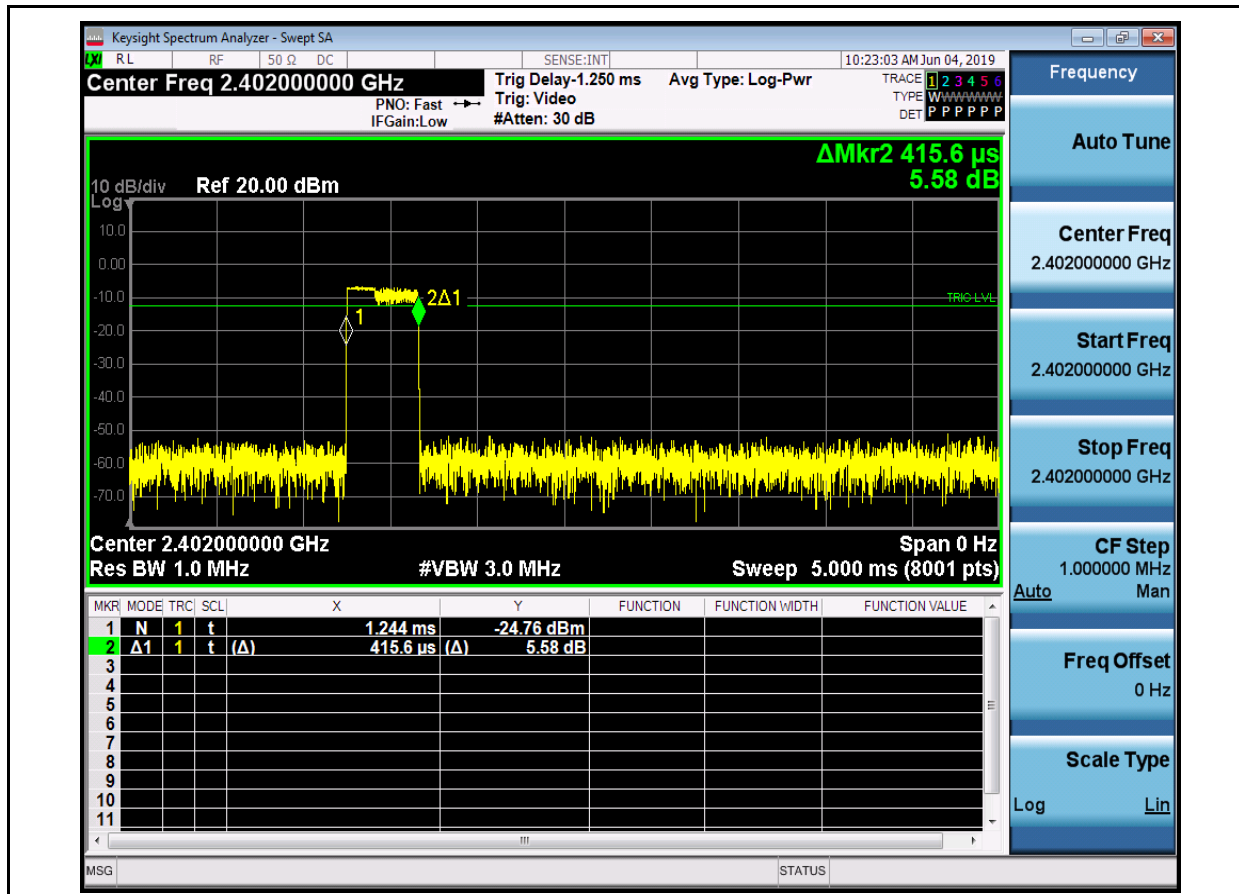 Keysight Spectrum Analyzer - Swept SA
LXI RL RF 50 Ω DC SENSE:INT 10:23:03 AM Jun 04, 2019
Center Freq 2.402000000 GHz
PNO: Fast
IFGain:Low
Trig Delay-1.250 ms
Trig: Video
#Atten: 30 dB
Avg Type: Log-Pwr
TRACE 1 2 3 4 5 6
TYPE WWWWWW
DET P P P P P P
ΔMkr2 415.6 µs
5.58 dB
10 dB/div Ref 20.00 dBm
Log
10.0
0.00
-10.0
-20.0
-30.0
-40.0
-50.0
-60.0
-70.0
1
2Δ1
TRIG LVL
Center 2.402000000 GHz Span 0 Hz
Res BW 1.0 MHz #VBW 3.0 MHz Sweep 5.000 ms (8001 pts)
MKR MODE TRC SCL X Y FUNCTION FUNCTION WIDTH FUNCTION VALUE
1 N 1 t 1.244 ms -24.76 dBm
2 Δ1 1 t (Δ) 415.6 µs (Δ) 5.58 dB
3
4
5
6
7
8
9
10
11
MSG STATUS
Frequency
Auto Tune
Center Freq
2.402000000 GHz
Start Freq
2.402000000 GHz
Stop Freq
2.402000000 GHz
CF Step
1.000000 MHz
Auto Man
Freq Offset
0 Hz
Scale Type
Log Lin